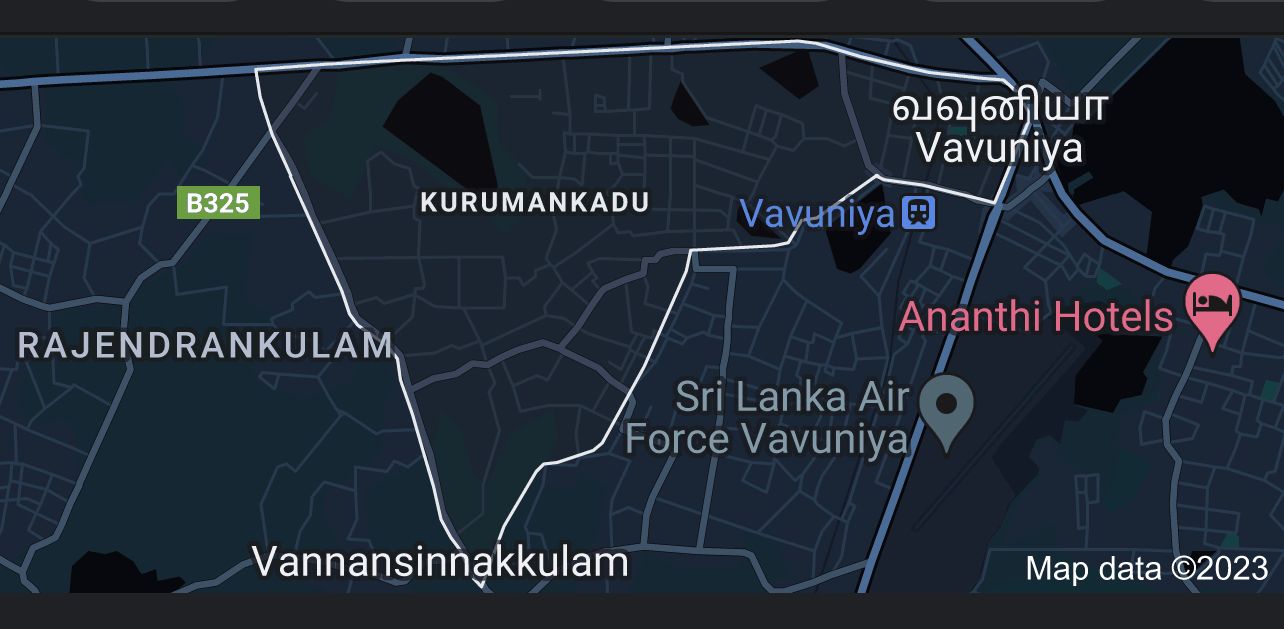 வவுனியா
Vavuniya
B325
KURUMANKADU
Vavuniya
Ananthi Hotels
RAJENDRANKULAM
Sri Lanka Air
Force Vavuniya
Vannansinnakkulam
Map data ©2023